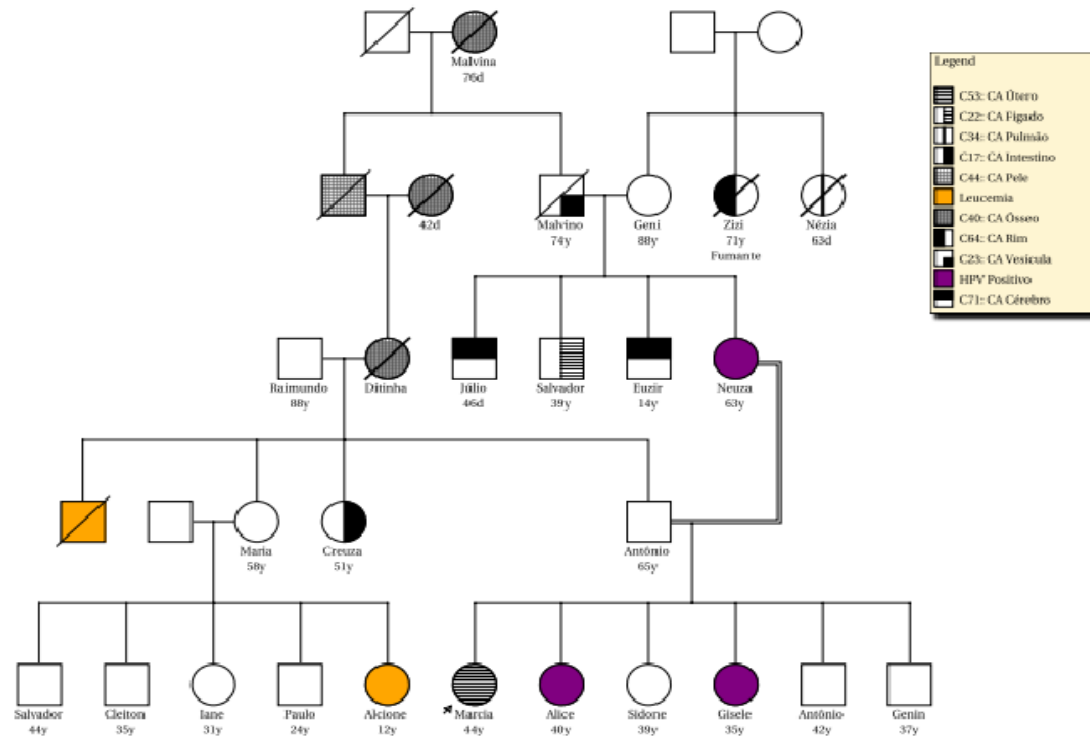 Malvina
76d
Legend
C53:: CA Útero
C22:: CA Fígado
C34:: CA Pulmão
C17:: CA Intestino
C44:: CA Pele
Leucemia
C40:: CA Ósseo
C64:: CA Rim
C23:: CA Vesícula
HPV Positivo
C71:: CA Cérebro
42d
Malvino
74y
Geni
88y
Zizi
71y
Fumante
Nézia
63d
Raimundo
88y
Ditinha
Júlio
46d
Salvador
39y
Euzir
14y
Neuza
63y
Maria
58y
Creuza
51y
Antônio
65y
Salvador
44y
Cleiton
35y
Iane
31y
Paulo
24y
Alcione
12y
Marcia
44y
Alice
40y
Sidone
39y
Gisele
35y
Antônio
42y
Genin
37y